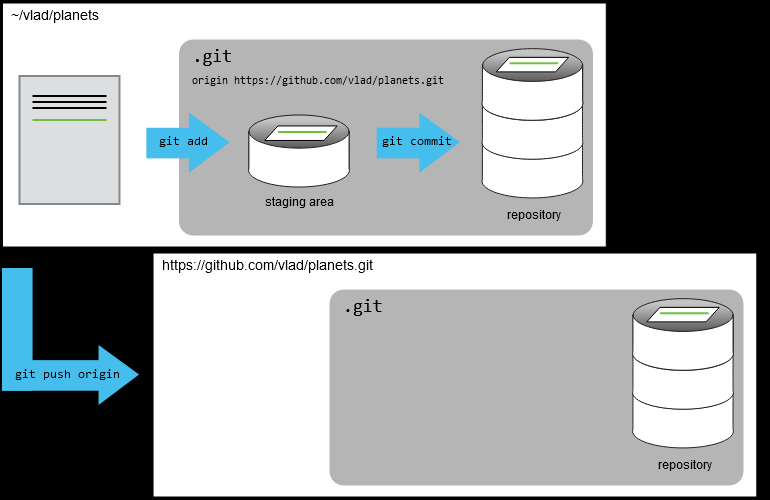 ~/vlad/planets
.git
origin https://github.com/vlad/planets.git
git add
git commit
staging area
repository
https://github.com/vlad/planets.git
.git
git push origin
repository